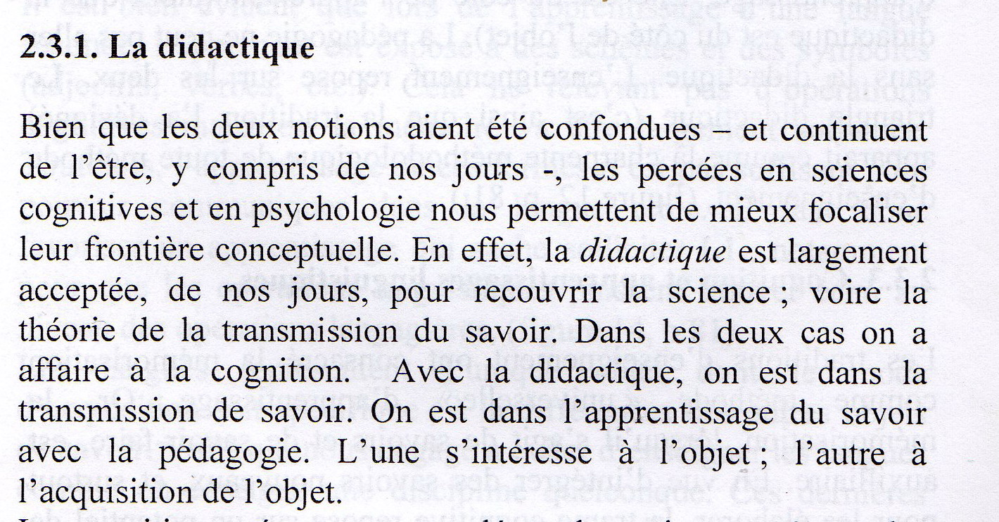 2.3.1. La didactique
Bien que les deux notions aient été confondues – et continuent
de l’être, y compris de nos jours -, les percées en sciences
cognitives et en psychologie nous permettent de mieux focaliser
leur frontière conceptuelle. En effet, la didactique est largement
acceptée, de nos jours, pour recouvrir la science ; voire la
théorie de la transmission du savoir. Dans les deux cas on a
affaire à la cognition. Avec la didactique, on est dans la
transmission de savoir. On est dans l’apprentissage du savoir
avec la pédagogie. L’une s’intéresse à l’objet ; l’autre à
l’acquisition de l’objet.